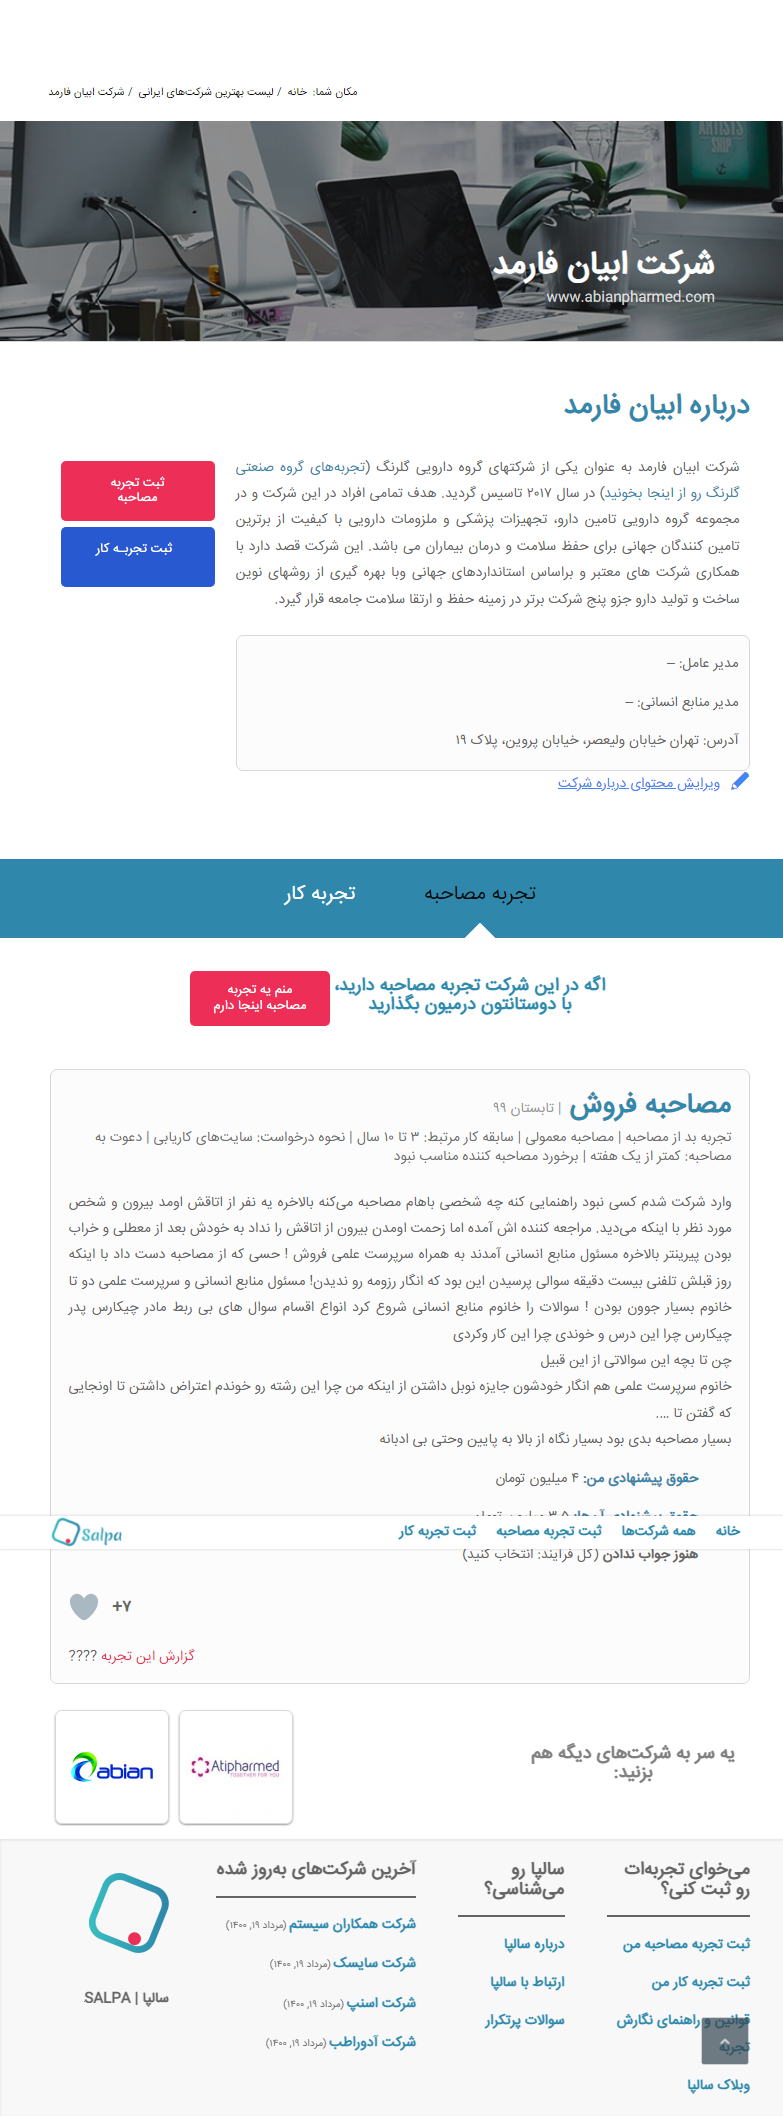 مکان شما: خانه / لیست بهترین شرکت‌های ایرانی / شرکت ابیان فارمد
ARTISTS
SHIP
شرکت ابیان فارمد
www.abianpharmed.com
درباره ابیان فارمد
شرکت ابیان فارمد به عنوان یکی از شرکتهای گروه دارویی گلرنگ (تجربه‌های گروه صنعتی
گلرنگ رو از اینجا بخونید) در سال ۲۰۱۷ تاسیس گردید. هدف تمامی افراد در این شرکت و در
مجموعه گروه دارویی تامین دارو، تجهیزات پزشکی و ملزومات دارویی با کیفیت از برترین
تامین کنندگان جهانی برای حفظ سلامت و درمان بیماران می باشد. این شرکت قصد دارد با
همکاری شرکت های معتبر و براساس استانداردهای جهانی وبا بهره گیری از روشهای نوین
ساخت و تولید دارو جزو پنج شرکت برتر در زمینه حفظ و ارتقا سلامت جامعه قرار گیرد.
ثبت تجربه
مصاحبه
ثبت تجربـه کار
مدیر عامل: –
مدیر منابع انسانی: –
آدرس: تهران خیابان ولیعصر، خیابان پروین، پلاک ۱۹
ویرایش محتوای درباره شرکت
تجربه مصاحبه
تجربه کار
اگه در این شرکت تجربه مصاحبه دارید،
با دوستانتون درمیون بگذارید
منم یه تجربه
مصاحبه اینجا دارم
مصاحبه فروش | تابستان ۹۹
تجربه بد از مصاحبه | مصاحبه معمولی | سابقه کار مرتبط: ۳ تا ۱۰ سال | نحوه درخواست: سایت‌های کاریابی | دعوت به
مصاحبه: کمتر از یک هفته | برخورد مصاحبه کننده مناسب نبود
وارد شرکت شدم کسی نبود راهنمایی کنه چه شخصی باهام مصاحبه می‌کنه بالاخره یه نفر از اتاقش اومد بیرون و شخص
مورد نظر با اینکه می‌دید. مراجعه کننده اش آمده اما زحمت اومدن بیرون از اتاقش را نداد به خودش بعد از معطلی و خراب
بودن پیرینتر بالاخره مسئول منابع انسانی آمدند به همراه سرپرست علمی فروش ! حسی که از مصاحبه دست داد با اینکه
روز قبلش تلفنی بیست دقیقه سوالی پرسیدن این بود که انگار رزومه رو ندیدن! مسئول منابع انسانی و سرپرست علمی دو تا
خانوم بسیار جوون بودن ! سوالات را خانوم منابع انسانی شروع کرد انواع اقسام سوال های بی ربط مادر چیکارس پدر
چیکارس چرا این درس و خوندی چرا این کار وکردی
چن تا بچه این سوالاتی از این قبیل
خانوم سرپرست علمی هم انگار خودشون جایزه نوبل داشتن از اینکه من چرا این رشته رو خوندم اعتراض داشتن تا اونجایی
که گفتن تا ….
بسیار مصاحبه بدی بود بسیار نگاه از بالا به پایین وحتی بی ادبانه
حقوق پیشنهادی من: ۴ میلیون تومان
خانه
همه شرکت‌ها
ثبت تجربه مصاحبه
ثبت تجربه کار
Salpa
هنوز جواب ندادن (کل فرایند: انتخاب کنید)
+۷
گزارش این تجربه ????
یه سر به شرکت‌های دیگه هم
بزنید:
Atipharmed
TOGETHER FOR YOU
abian
می‌خوای تجربه‌ات
رو ثبت کنی؟
ثبت تجربه مصاحبه من
ثبت تجربه کار من
قوانین و راهنمای نگارش
تجربه
وبلاک سالپا
سالپا رو
می‌شناسی؟
درباره سالپا
ارتباط با سالپا
سوالات پرتکرار
آخرین شرکت‌های به‌روز شده
شرکت همکاران سیستم (مرداد ۱۹, ۱۴۰۰)
شرکت سایسک (مرداد ۱۹, ۱۴۰۰)
شرکت اسنپ (مرداد ۱۹, ۱۴۰۰)
شرکت آدوراطب (مرداد ۱۹, ۱۴۰۰)
سالپا | SALPA